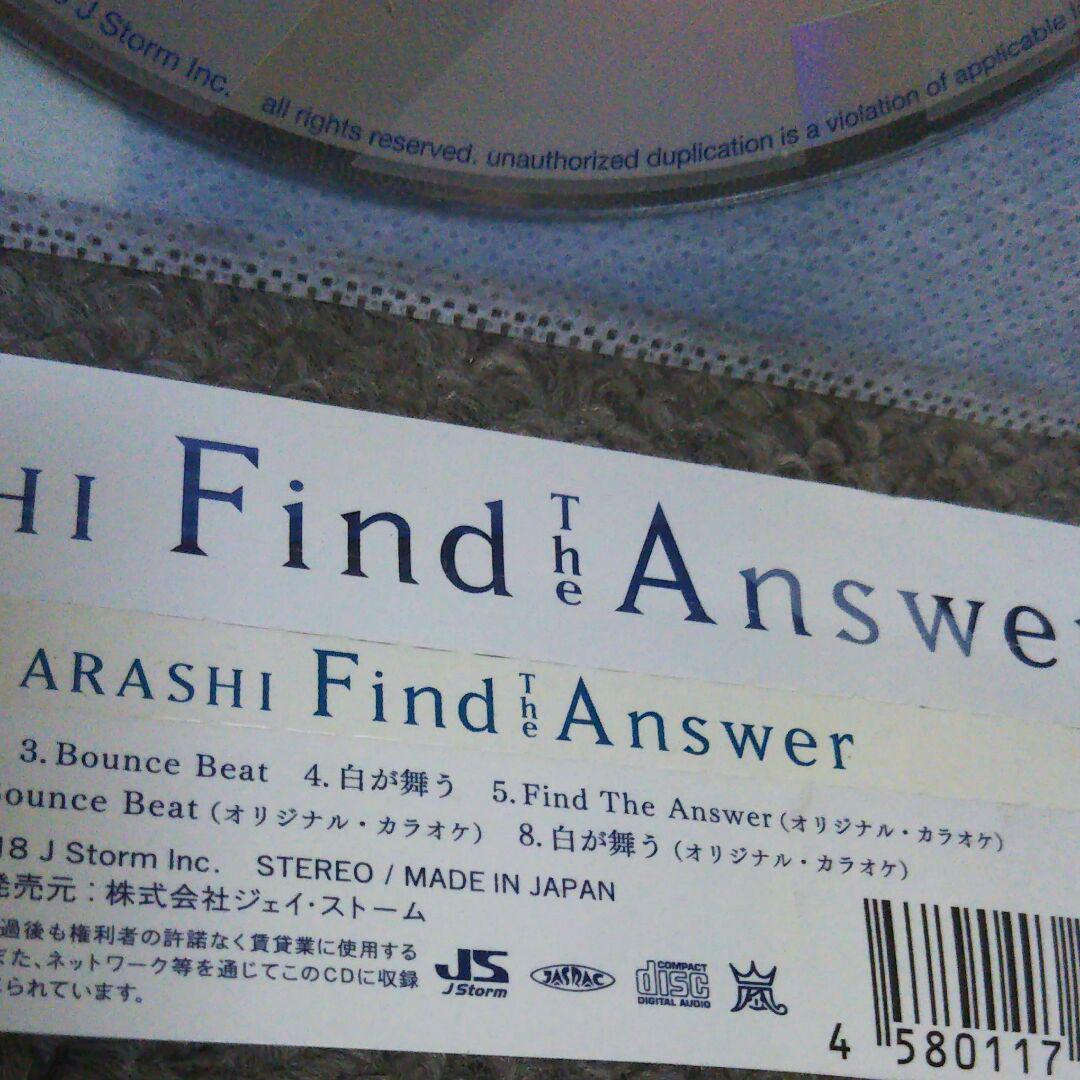 8 J Storm Inc. all rights reserved. unauthorized duplication is a violation of applicable
HI Find The Answer
ARASHI Find The Answer
3. Bounce Beat 4. 白が舞う 5. Find The Answer (オリジナル・カラオケ)
Bounce Beat (オリジナル・カラオケ) 8. 白が舞う (オリジナル・カラオケ)
18 J Storm Inc. STEREO / MADE IN JAPAN
発売元：株式会社ジェイ・ストーム
過後も権利者の許諾なく賃貸業に使用する
また、ネットワーク等を通じてこのCDに収録
られています。
JS
J Storm
JASRAC
COMPACT
disc
DIGITAL AUDIO
嵐
4 580117